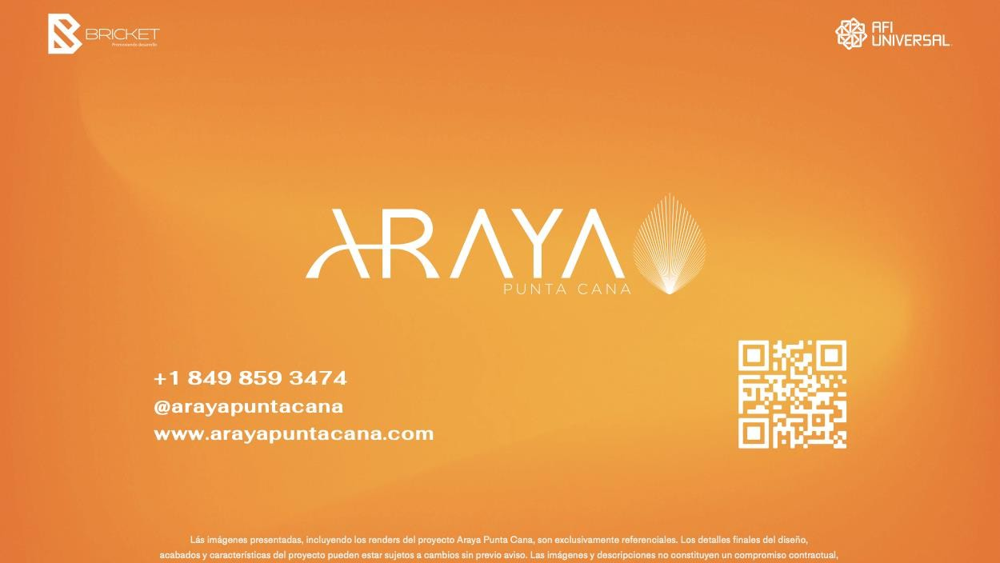 BRICKET
Promoviendo desarrollo
AFI
UNIVERSAL
ARAYA
PUNTA CANA
+1 849 859 3474
@arayapuntacana
www.arayapuntacana.com
Lás imágenes presentadas, incluyendo los renders del proyecto Araya Punta Cana, son exclusivamente referenciales. Los detalles finales del diseño,
acabados y características del proyecto pueden estar sujetos a cambios sin previo aviso. Las imágenes y descripciones no constituyen un compromiso contractual,